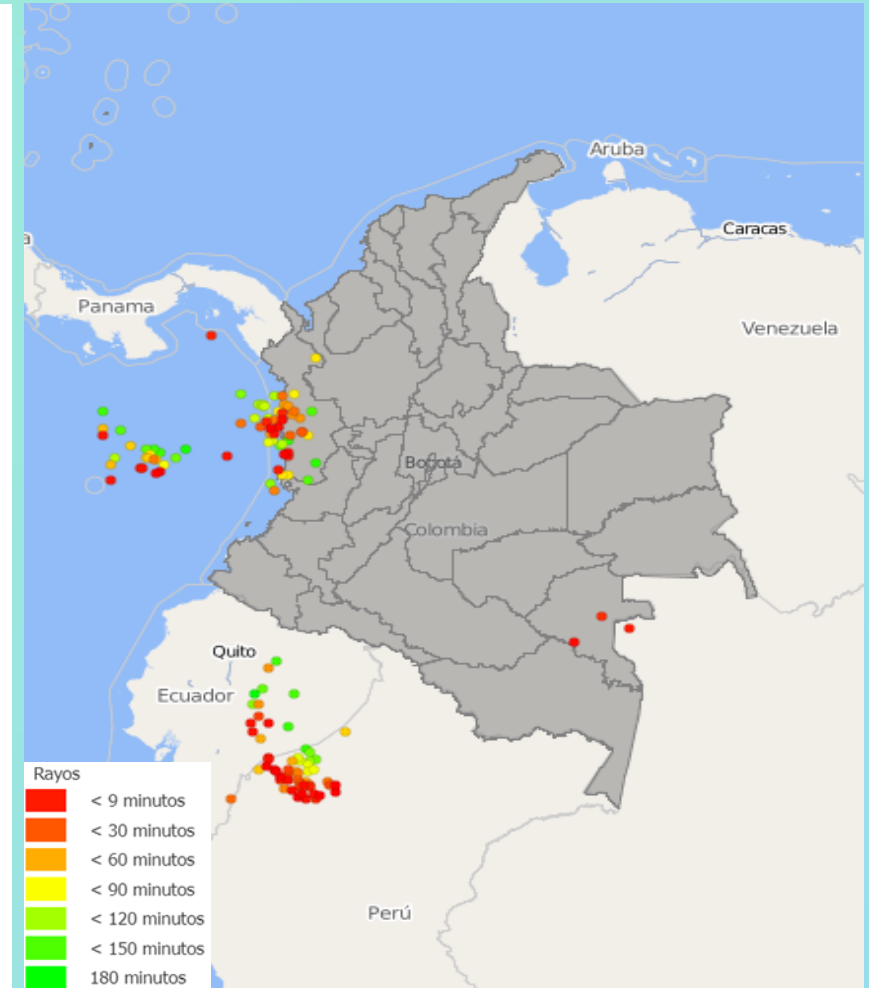 Aruba
Caracas
a
Panama
Venezuela
Bogotá
Colombia
Quito
Ecuador
Rayos
< 9 minutos
< 30 minutos
< 60 minutos
< 90 minutos
< 120 minutos
< 150 minutos
180 minutos
Perú